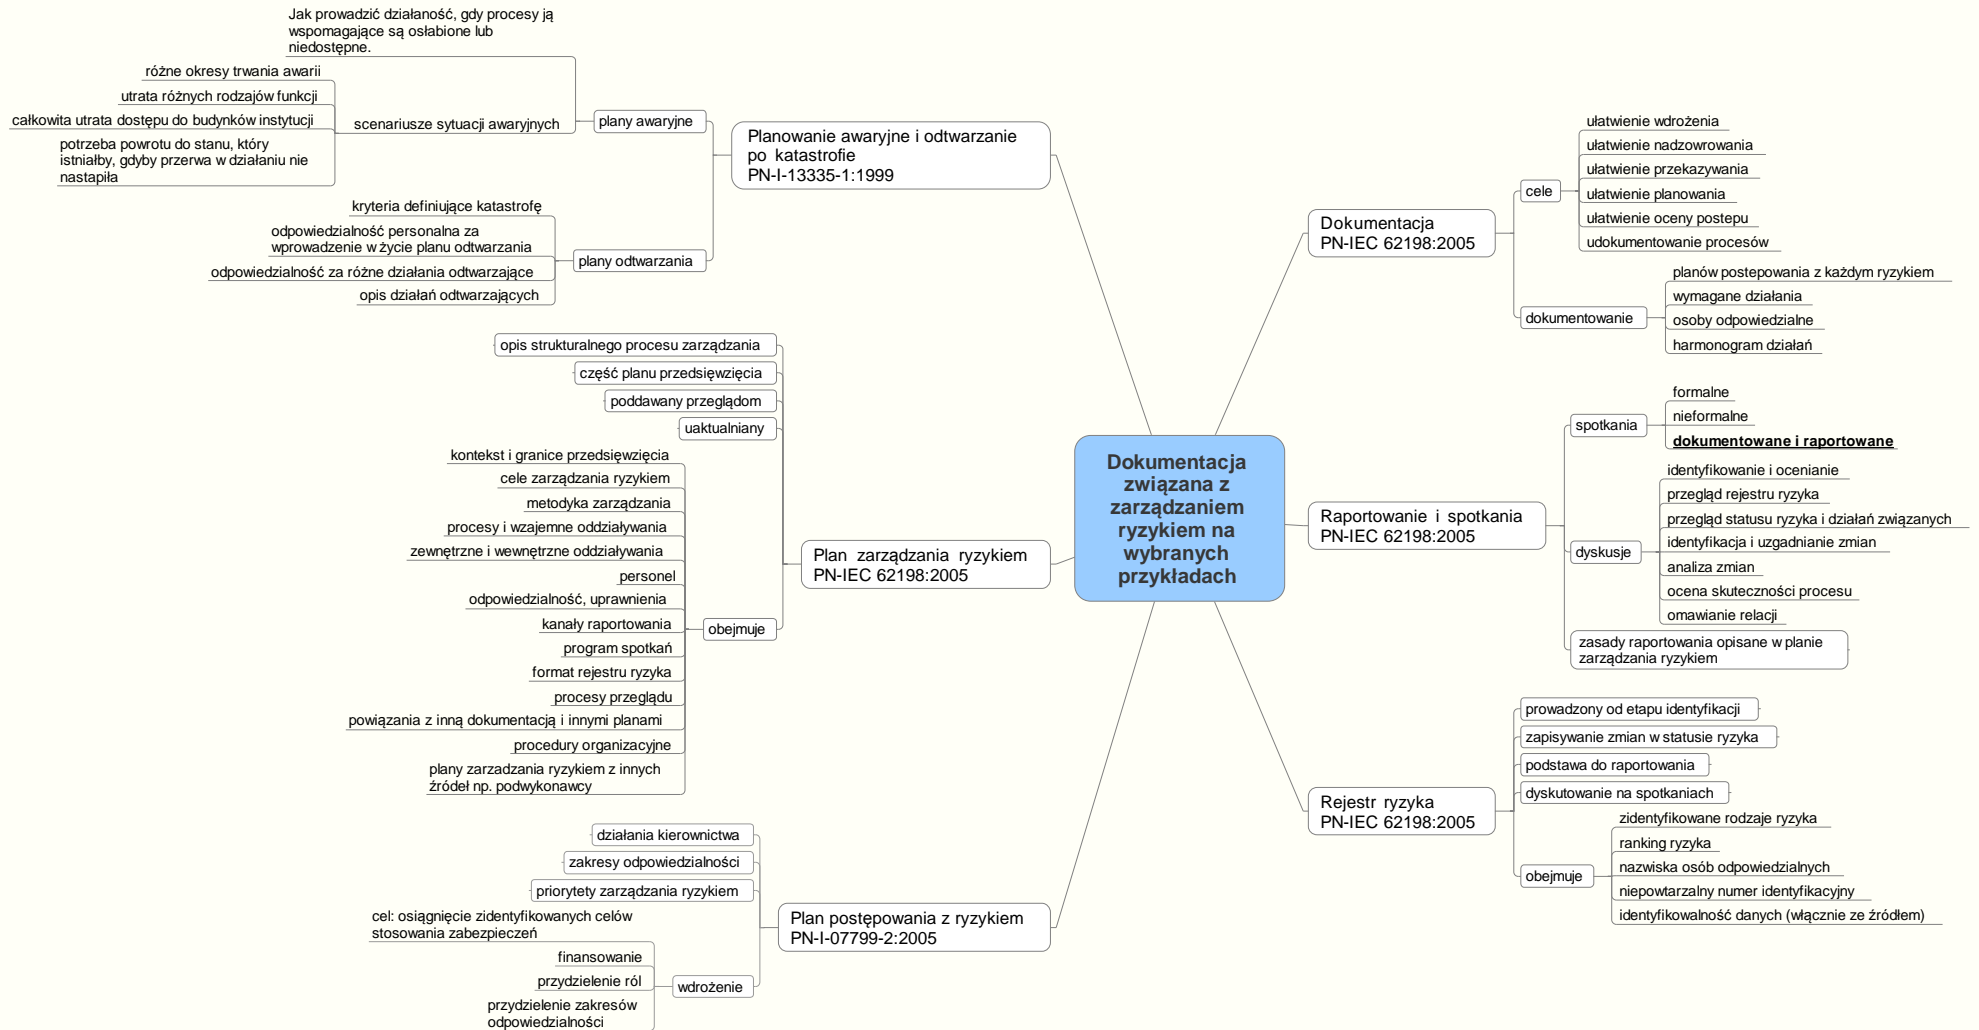 Dokumentacja
związana z
zarządzaniem
ryzykiem na
wybranych
przykładach
Dokumentacja
PN-IEC 62198:2005
cele
ułatwienie wdrożenia
ułatwienie nadzowrowania
ułatwienie przekazywania
ułatwienie planowania
ułatwienie oceny postepu
udokumentowanie procesów
dokumentowanie
planów postepowania z każdym ryzykiem
wymagane działania
osoby odpowiedzialne
harmonogram działań
Raportowanie i spotkania
PN-IEC 62198:2005
spotkania
formalne
nieformalne
dokumentowane i raportowane
dyskusje
identyfikowanie i ocenianie
przegląd rejestru ryzyka
przegląd statusu ryzyka i działań związanych
identyfikacja i uzgadnianie zmian
analiza zmian
ocena skuteczności procesu
omawianie relacji
zasady raportowania opisane w planie
zarządzania ryzykiem
Rejestr ryzyka
PN-IEC 62198:2005
prowadzony od etapu identyfikacji
zapisywanie zmian w statusie ryzyka
podstawa do raportowania
dyskutowanie na spotkaniach
obejmuje
zidentyfikowane rodzaje ryzyka
ranking ryzyka
nazwiska osób odpowiedzialnych
niepowtarzalny numer identyfikacyjny
identyfikowalność danych (włącznie ze źródłem)
Planowanie awaryjne i odtwarzanie
po katastrofie
PN-I-13335-1:1999
plany awaryjne
Jak prowadzić działaność, gdy procesy ją
wspomagające są osłabione lub
niedostępne.
scenariusze sytuacji awaryjnych
różne okresy trwania awarii
utrata różnych rodzajów funkcji
całkowita utrata dostępu do budynków instytucji
potrzeba powrotu do stanu, który
istniałby, gdyby przerwa w działaniu nie
nastapiła
plany odtwarzania
kryteria definiujące katastrofę
odpowiedzialność personalna za
wprowadzenie w życie planu odtwarzania
odpowiedzialność za różne działania odtwarzające
opis działań odtwarzających
Plan zarządzania ryzykiem
PN-IEC 62198:2005
opis strukturalnego procesu zarządzania
część planu przedsięwzięcia
poddawany przeglądom
uaktualniany
obejmuje
kontekst i granice przedsięwzięcia
cele zarządzania ryzykiem
metodyka zarządzania
procesy i wzajemne oddziaływania
zewnętrzne i wewnętrzne oddziaływania
personel
odpowiedzialność, uprawnienia
kanały raportowania
program spotkań
format rejestru ryzyka
procesy przeglądu
powiązania z inną dokumentacją i innymi planami
procedury organizacyjne
plany zarzadzania ryzykiem z innych
źródeł np. podwykonawcy
Plan postępowania z ryzykiem
PN-I-07799-2:2005
działania kierownictwa
zakresy odpowiedzialności
priorytety zarządzania ryzykiem
wdrożenie
cel: osiągnięcie zidentyfikowanych celów
stosowania zabezpieczeń
finansowanie
przydzielenie ról
przydzielenie zakresów
odpowiedzialności